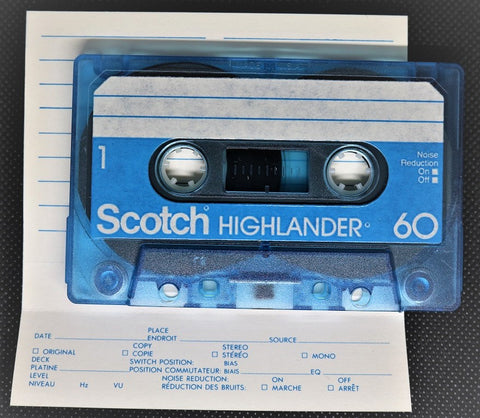 1
Noise
Reduction
On
Off
Scotch HIGHLANDER 60
PLACE
DATE ENDROIT SOURCE
COPY STEREO
ORIGINAL COPIE STÉRÉO MONO
DECK SWITCH POSITION: BIAS
PLATINE POSITION COMMUTATEUR: BIAIS EQ
LEVEL NOISE REDUCTION: ON OFF
NIVEAU Hz VU RÉDUCTION DES BRUITS: MARCHE ARRÊT